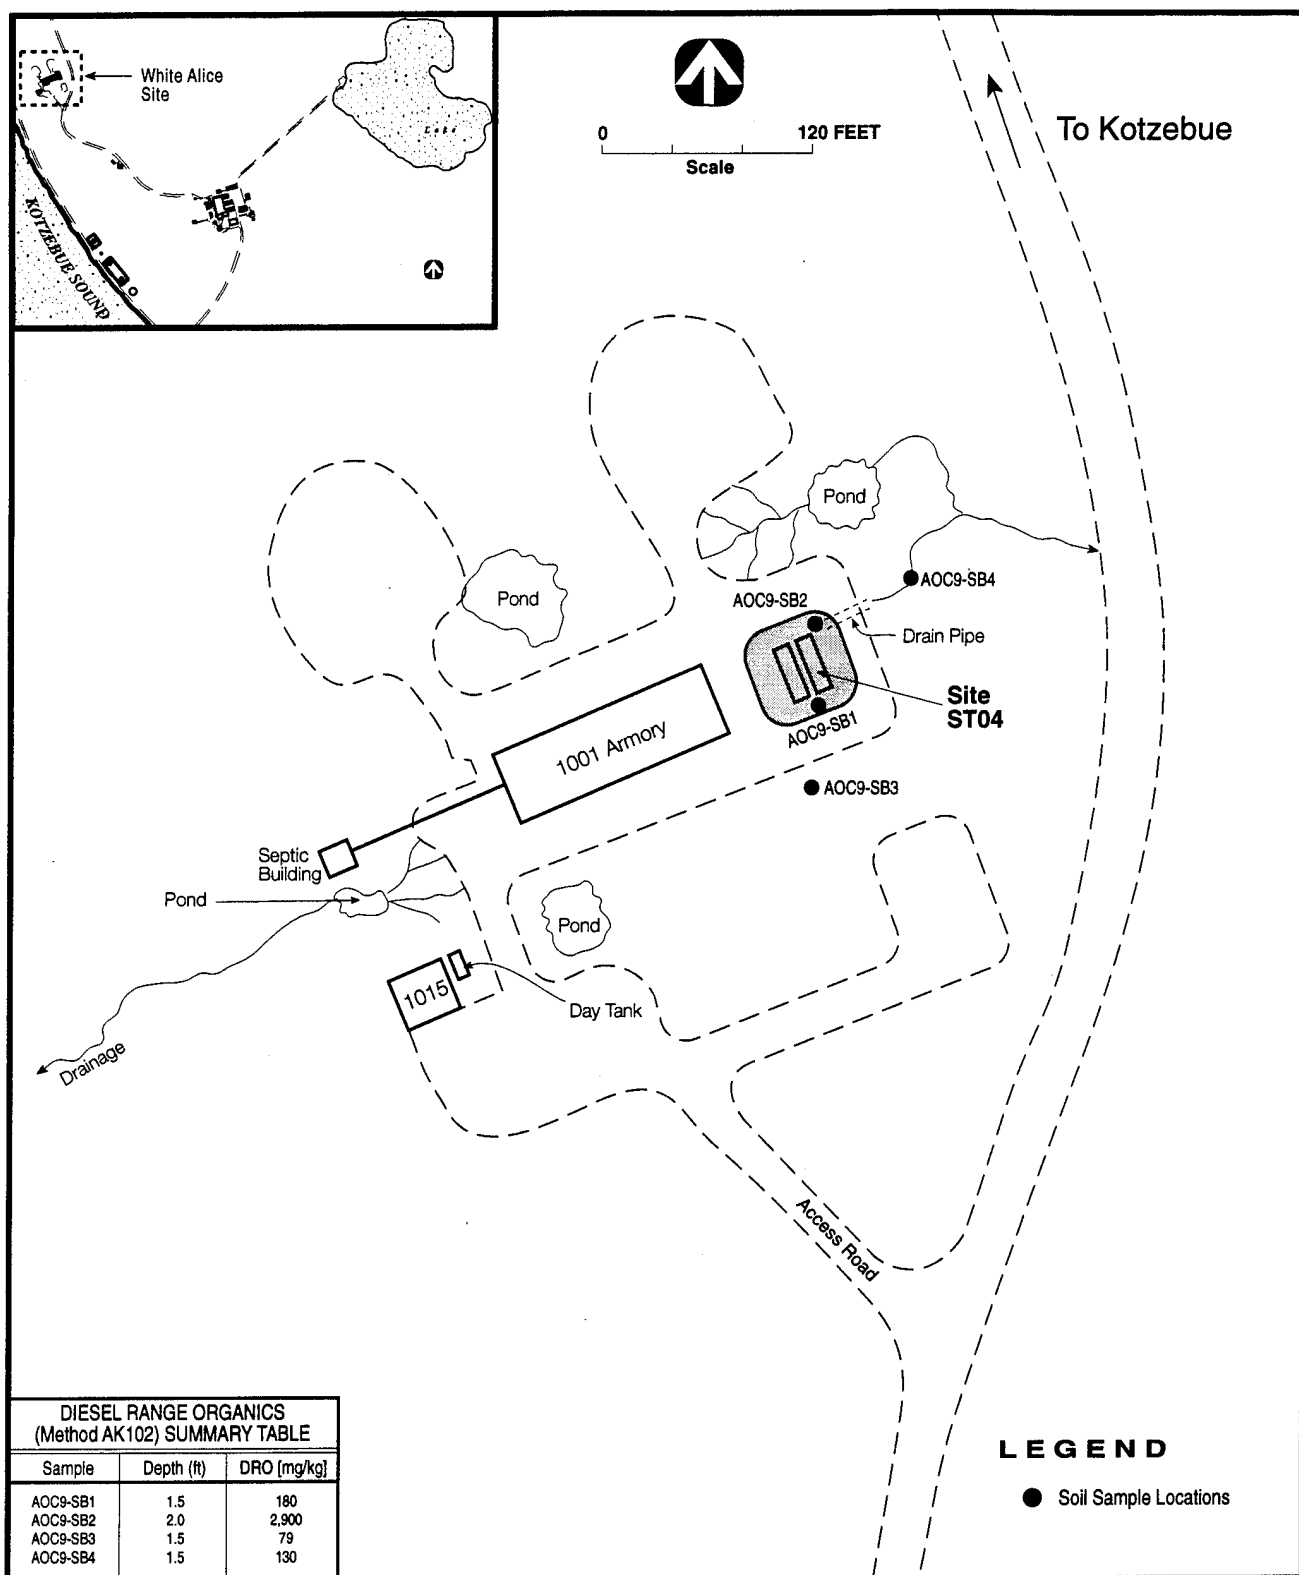 White Alice
Site
Lake
KOTZEBUE SOUND
0 120 FEET
Scale
To Kotzebue
Pond
AOC9-SB4
AOC9-SB2
Pond
Drain Pipe
Site
ST04
AOC9-SB1
1001 Armory
AOC9-SB3
Septic
Building
Pond
Pond
1015
Day Tank
Drainage
Access Road
DIESEL RANGE ORGANICS
(Method AK102) SUMMARY TABLE
Sample Depth (ft) DRO [mg/kg]
AOC9-SB1 1.5 180
AOC9-SB2 2.0 2,900
AOC9-SB3 1.5 79
AOC9-SB4 1.5 130
LEGEND
Soil Sample Locations